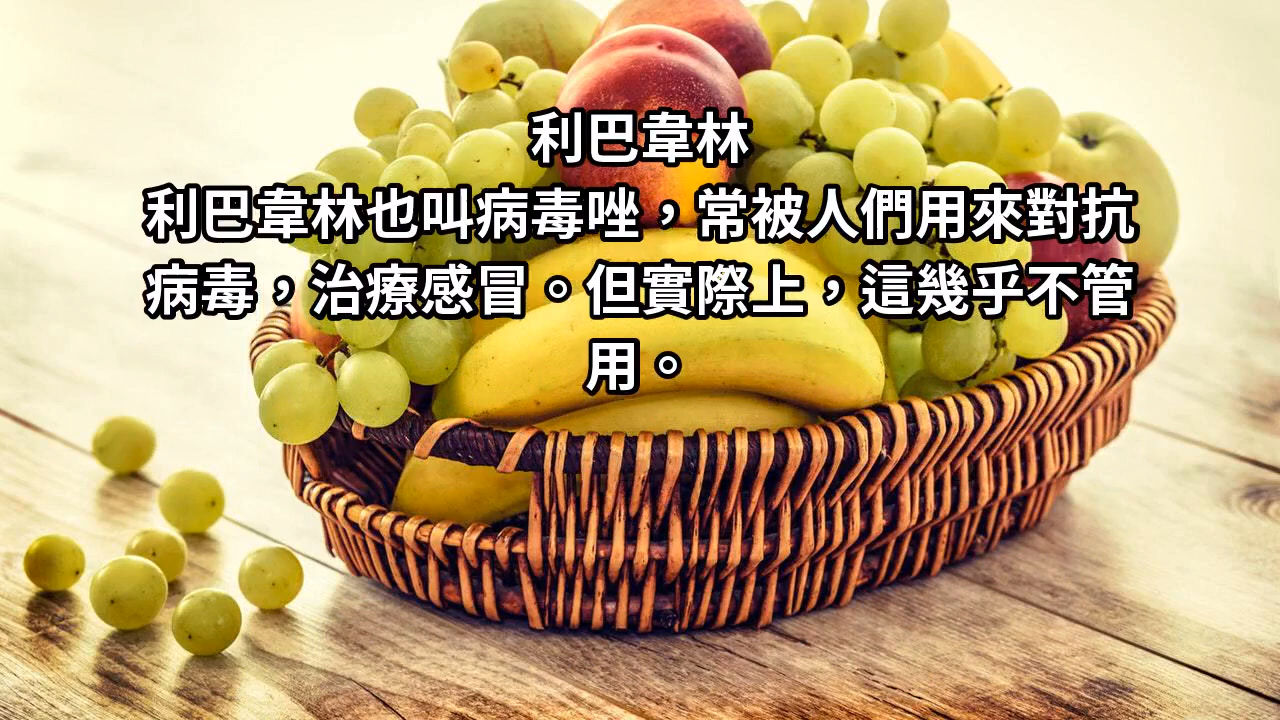 利巴韋林
利巴韋林也叫病毒唑，常被人們用來對抗
病毒，治療感冒。但實際上，這幾乎不管
用。